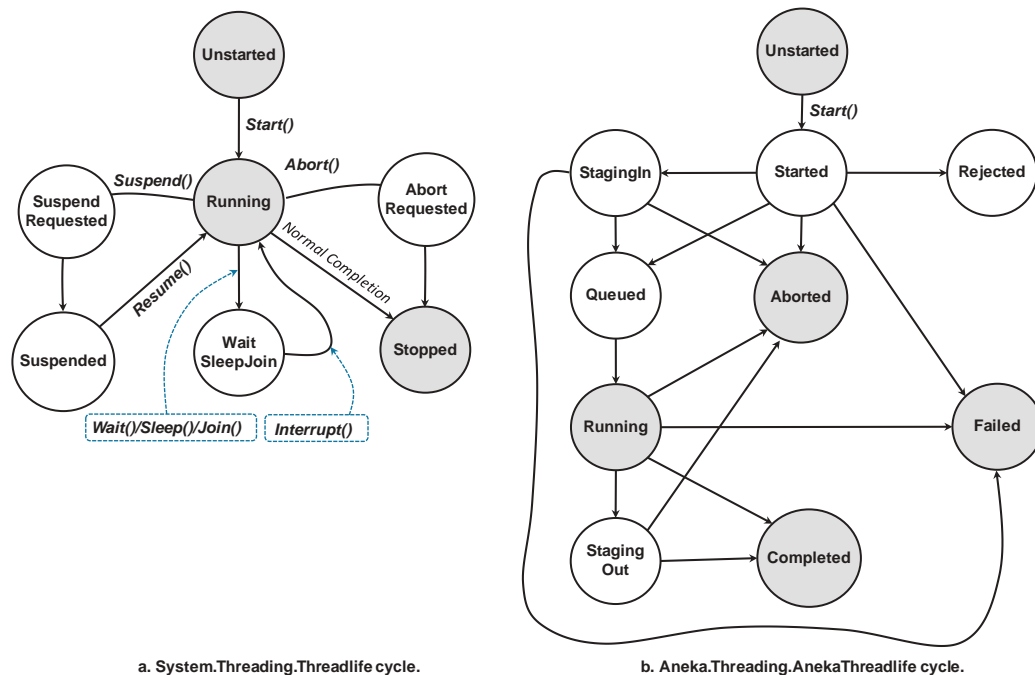 Unstarted
Start()
Suspend()
Abort()
Suspend
Requested
Running
Abort
Requested
Normal Completion
Resume()
Suspended
Wait
SleepJoin
Stopped
Wait()/Sleep()/Join()
Interrupt()
a. System.Threading.Threadlife cycle.
Unstarted
Start()
StagingIn
Started
Rejected
Queued
Aborted
Running
Failed
Staging
Out
Completed
b. Aneka.Threading.AnekaThreadlife cycle.